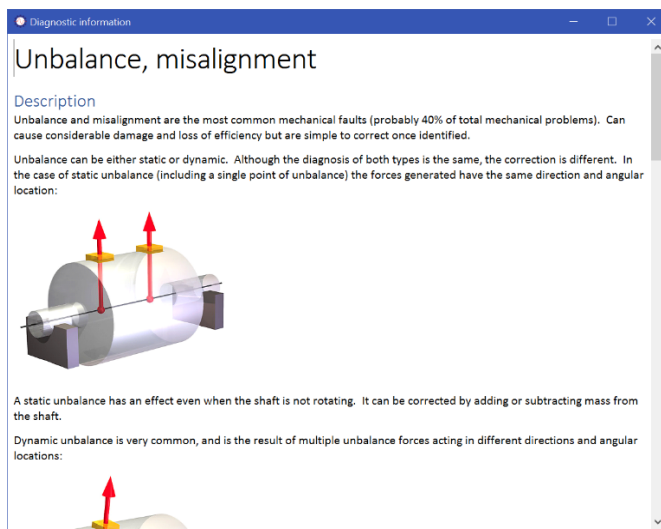 Diagnostic information
Unbalance, misalignment
Description
Unbalance and misalignment are the most common mechanical faults (probably 40% of total mechanical problems).  Can
cause considerable damage and loss of efficiency but are simple to correct once identified.
Unbalance can be either static or dynamic.  Although the diagnosis of both types is the same, the correction is different.  In
the case of static unbalance (including a single point of unbalance) the forces generated have the same direction and angular
location:
A static unbalance has an effect even when the shaft is not rotating.  It can be corrected by adding or subtracting mass from
the shaft.
Dynamic unbalance is very common, and is the result of multiple unbalance forces acting in different directions and angular
locations: